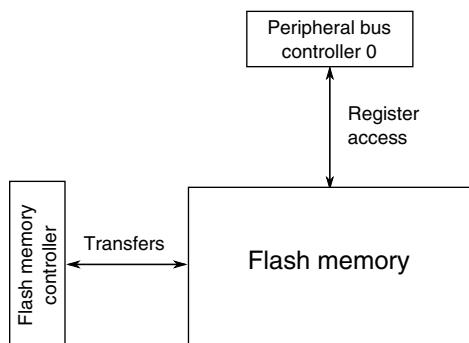 Peripheral bus
controller 0
Register
access
Flash memory
controller
Transfers
Flash memory